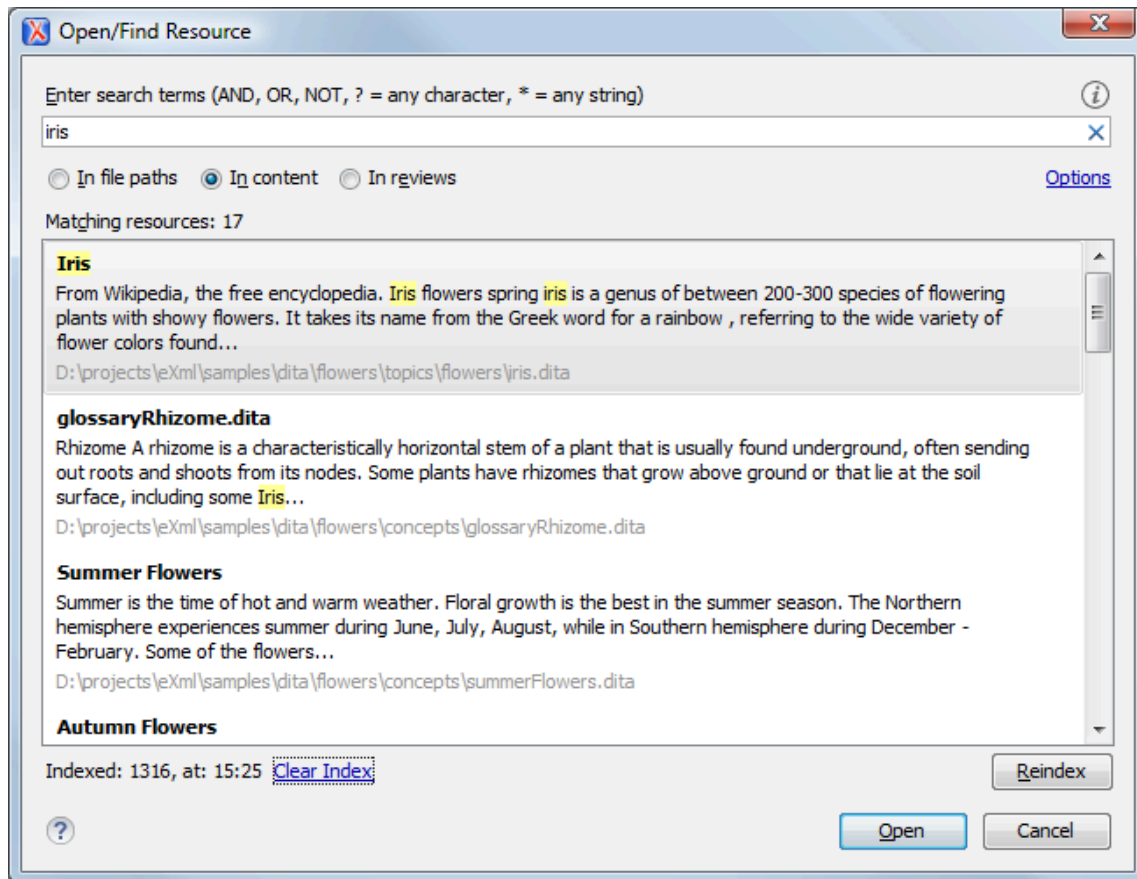 Open/Find Resource
Enter search terms (AND, OR, NOT, ? = any character, * = any string)
iris
In file paths In content In reviews Options
Matching resources: 17
Iris
From Wikipedia, the free encyclopedia. Iris flowers spring iris is a genus of between 200-300 species of flowering
plants with showy flowers. It takes its name from the Greek word for a rainbow , referring to the wide variety of
flower colors found...
D:\projects\eXml\samples\dita\flowers\topics\flowers\iris.dita
glossaryRhizome.dita
Rhizome A rhizome is a characteristically horizontal stem of a plant that is usually found underground, often sending
out roots and shoots from its nodes. Some plants have rhizomes that grow above ground or that lie at the soil
surface, including some Iris...
D:\projects\eXml\samples\dita\flowers\concepts\glossaryRhizome.dita
Summer Flowers
Summer is the time of hot and warm weather. Floral growth is the best in the summer season. The Northern
hemisphere experiences summer during June, July, August, while in Southern hemisphere during December -
February. Some of the flowers...
D:\projects\eXml\samples\dita\flowers\concepts\summerFlowers.dita
Autumn Flowers
Indexed: 1316, at: 15:25 Clear Index Reindex
Open Cancel